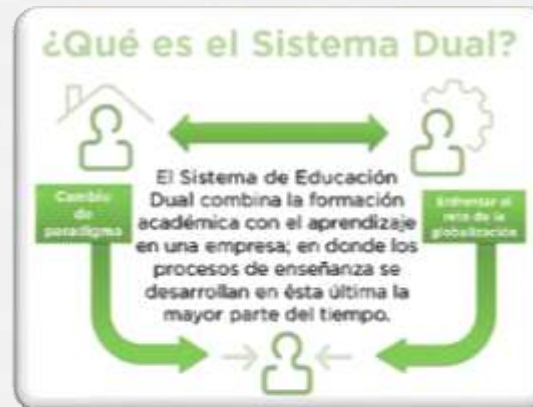 ¿Qué es el Sistema Dual?
El Sistema de Educación
Dual combina la formación
académica con el aprendizaje
en una empresa; en donde los
procesos de enseñanza se
desarrollan en ésta última la
mayor parte del tiempo.
Cambio
de
paradigma
Enfrentar el
reto de la
globalización